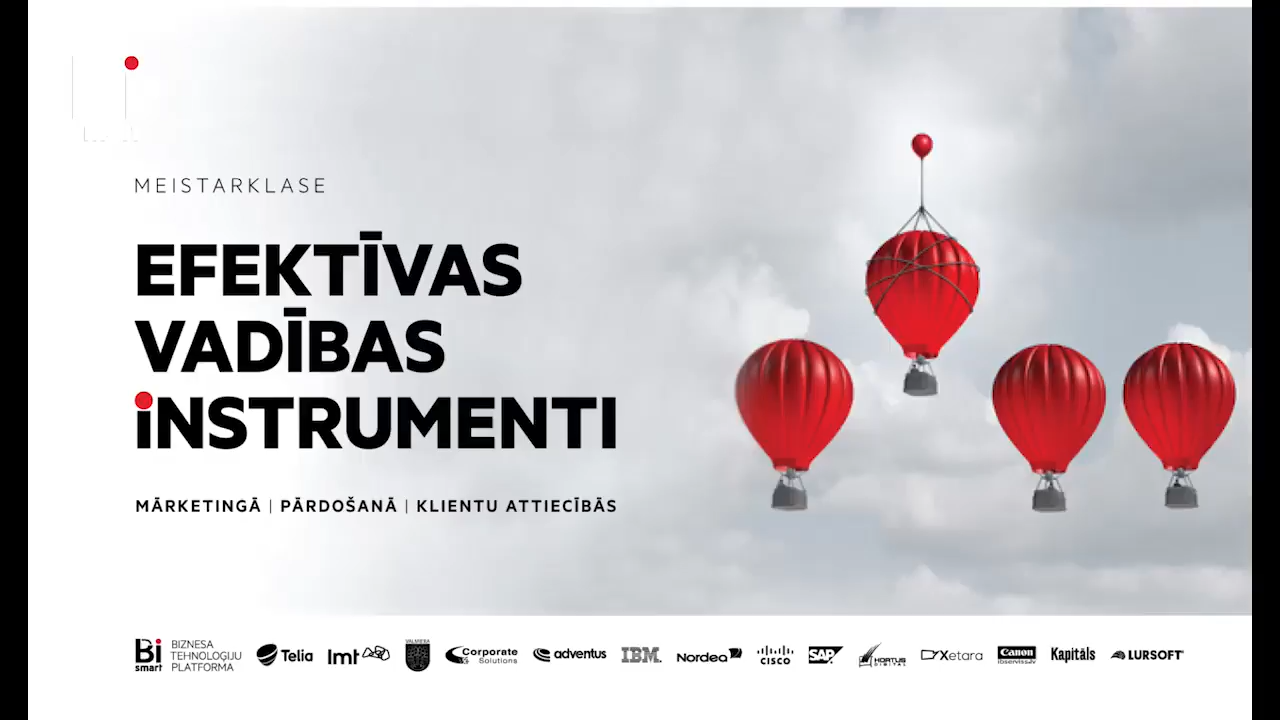 MEISTARKLASE
EFEKTĪVAS
VADĪBAS
iNSTRUMENTI
MĀRKETINGĀ | PĀRDOŠANĀ | KLIENTU ATTIECĪBĀS
Bi smart BIZNESA TEHNOLOĢIJU PLATFORMA Telia lmt VALMIERA Corporate Solutions adventus IBM Nordea CISCO SAP HORTUS DIGITAL DXetara Canon Kapitāls LURSOFT